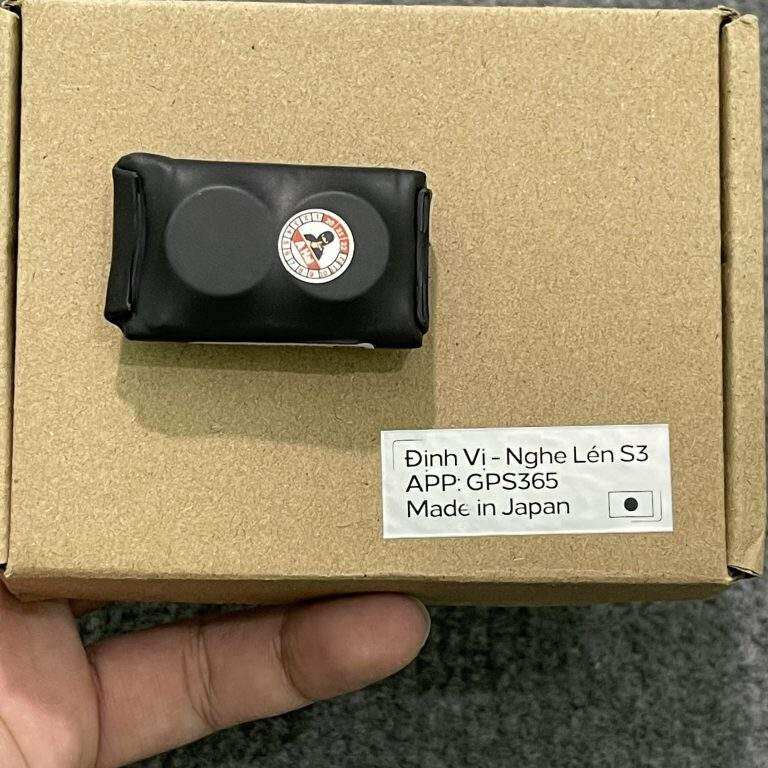 Định Vị - Nghe Lén S3
APP: GPS365
Made in Japan